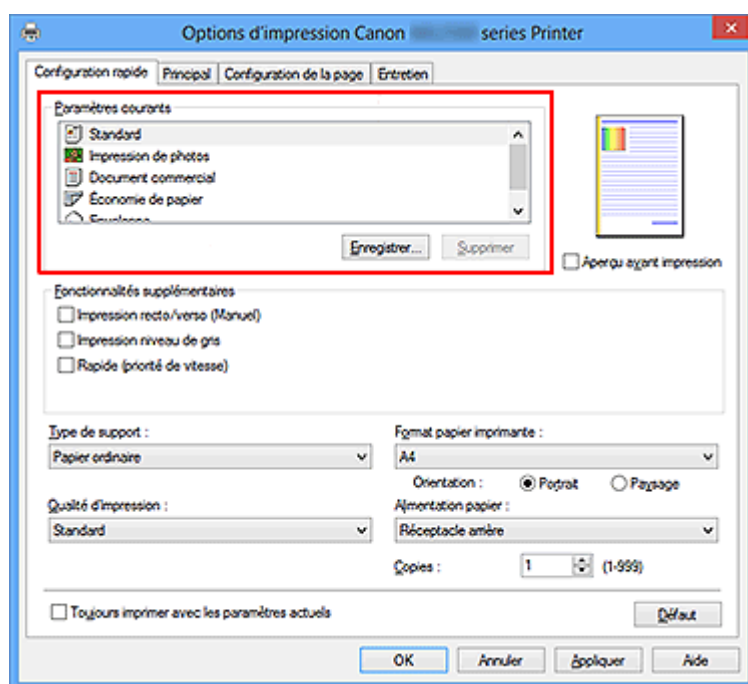 Options d'impression Canon series Printer
Configuration rapide Principal Configuration de la page Entretien
Paramètres courants
Standard
Impression de photos
Document commercial
Économie de papier
Enveloppe
Enregistrer... Supprimer
Aperçu avant impression
Fonctionnalités supplémentaires
Impression recto/verso (Manuel)
Impression niveau de gris
Rapide (priorité de vitesse)
Type de support : Format papier imprimante :
Papier ordinaire A4
Orientation : Portrait Paysage
Qualité d'impression : Alimentation papier :
Standard Réceptacle arrière
Copies : 1 (1-999)
Toujours imprimer avec les paramètres actuels Défaut
OK Annuler Appliquer Aide